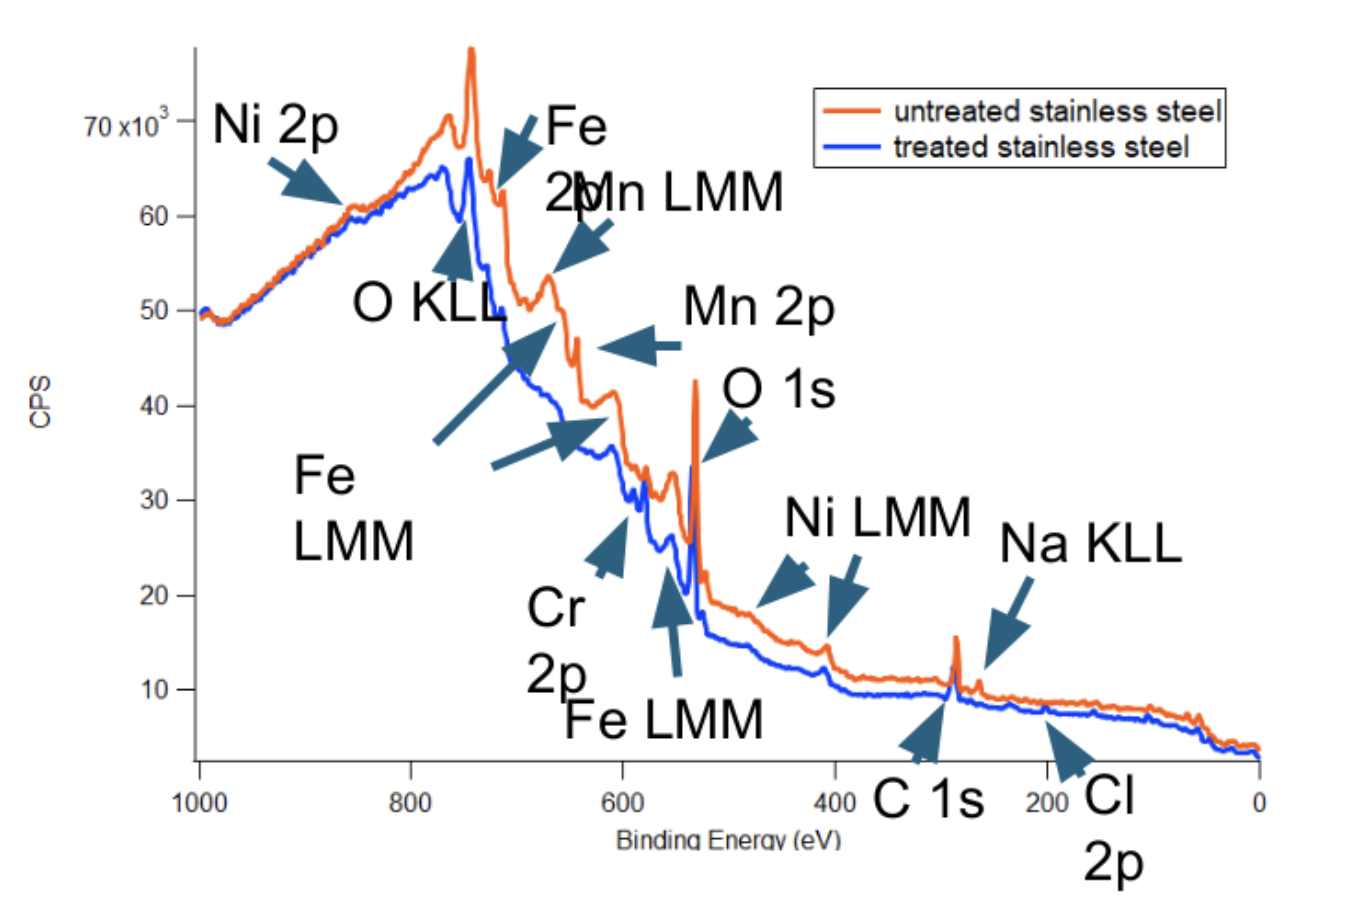 untreated stainless steel
treated stainless steel
70 x10³
60
50
40
30
20
10
CPS
Ni 2p
Fe
2p
Mn LMM
O KLL
Mn 2p
O 1s
Fe
LMM
Ni LMM
Na KLL
Cr
2p
Fe LMM
C 1s
Cl
2p
1000
800
600
400
200
0
Binding Energy (eV)